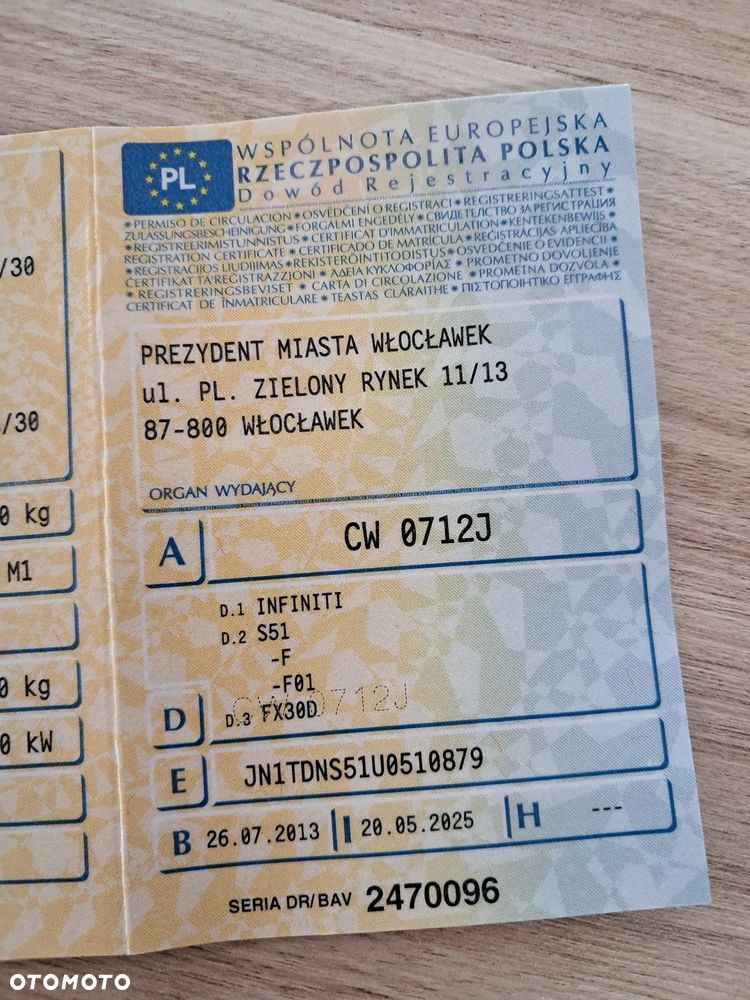 /30
/30
0 kg
M1
0 kg
0 kW
PL
WSPÓLNOTA EUROPEJSKA
RZECZPOSPOLITA POLSKA
Dowód Rejestracyjny
* PERMISO DE CIRCULACIÓN * OSVĚDČENÍ O REGISTRACI * REGISTRERINGSATTEST *
ZULASSUNGSBESCHEINIGUNG * FORGALMI ENGEDÉLY * СВИДЕТЕЛСТВО ЗА РЕГИСТРАЦИЯ
* REGISTREERIMISTUNNISTUS * CERTIFICAT D'IMMATRICULATION * KENTEKENBEWIJS *
REGISTRATION CERTIFICATE * CERTIFICADO DE MATRÍCULA * REĢISTRĀCIJAS APLIECĪBA
* REGISTRACIJOS LIUDIJIMAS * REKISTERÖINTITODISTUS * OSVEDČENIE O EVIDENCII *
ĊERTIFIKAT TA' REĠISTRAZZJONI * ΑΔΕΙΑ ΚΥΚΛΟΦΟΡΙΑΣ * PROMETNO DOVOLJENJE
* REGISTRERINGSBEVISET * CARTA DI CIRCOLAZIONE * PROMETNA DOZVOLA *
CERTIFICAT DE ÎNMATRICULARE * TEASTAS CLÁRAITHE * ΠΙΣΤΟΠΟΙΗΤΙΚΟ ΕΓΓΡΑΦΗΣ
PREZYDENT MIASTA WŁOCŁAWEK
ul. PL. ZIELONY RYNEK 11/13
87-800 WŁOCŁAWEK
ORGAN WYDAJĄCY
A CW 0712J
D.1 INFINITI
D.2 S51
-F
-F01
CW 0712J
D D.3 FX30D
E JN1TDNS51U0510879
B 26.07.2013 I 20.05.2025 H ---
SERIA DR/BAV 2470096
OTOMOTO